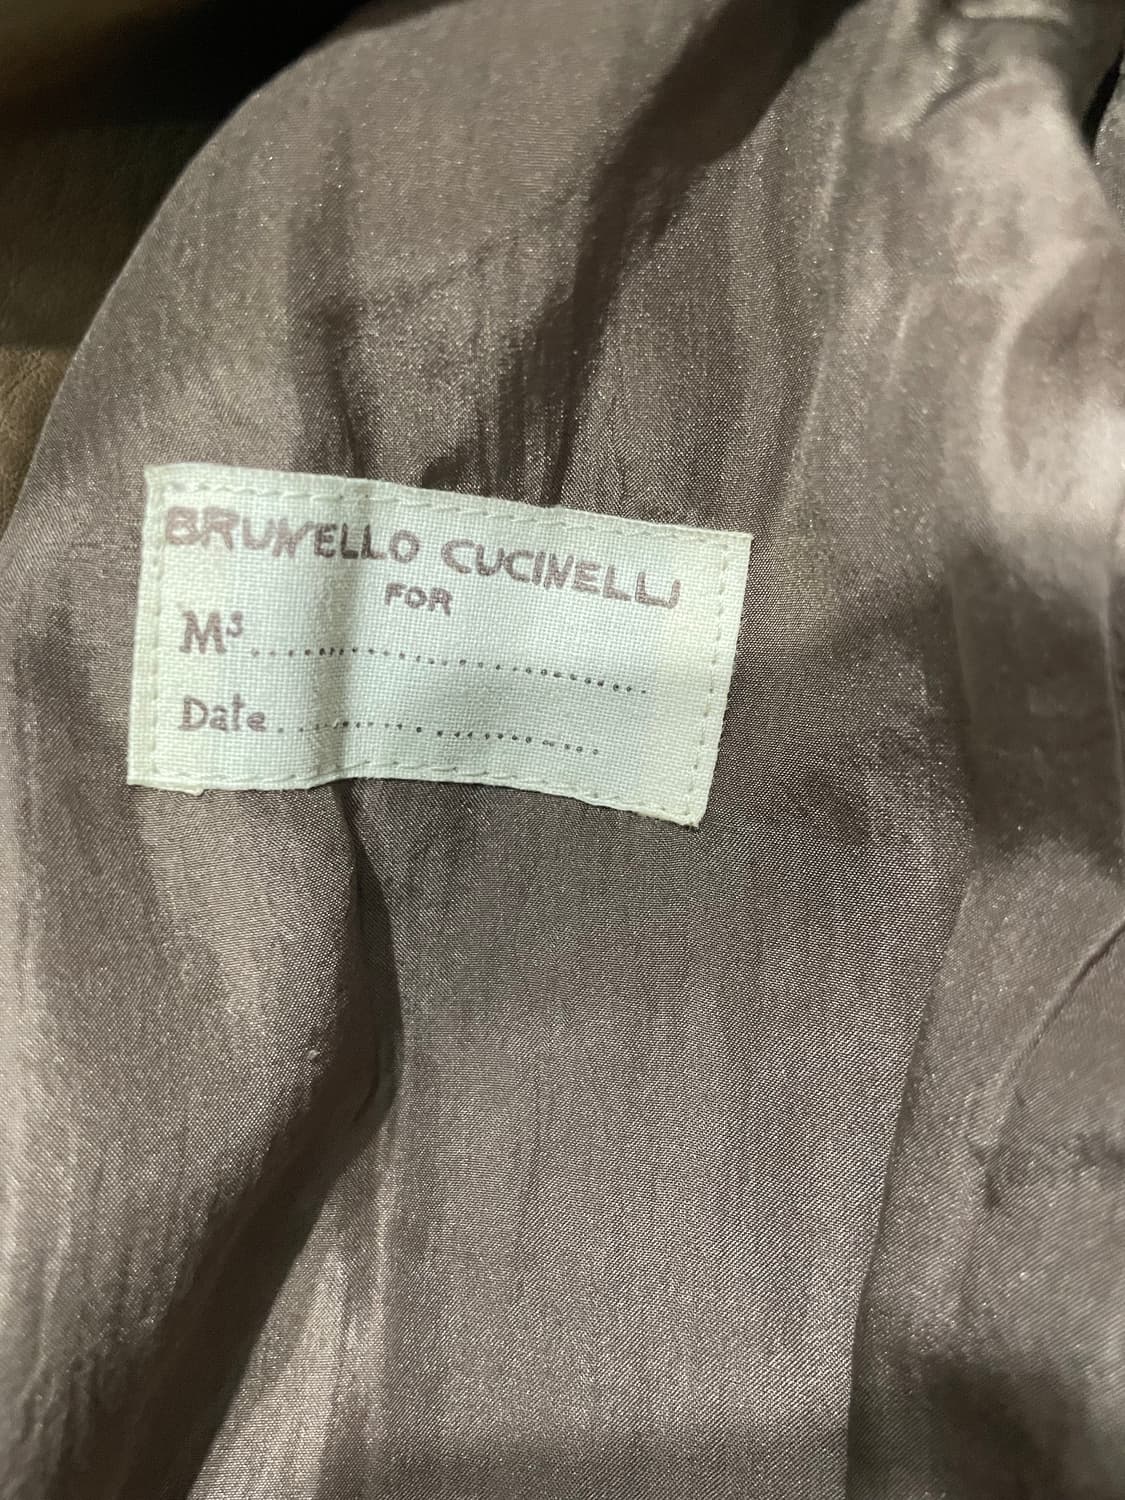 BRUNELLO CUCINELLI
FOR
Ms..............................
Date..............................